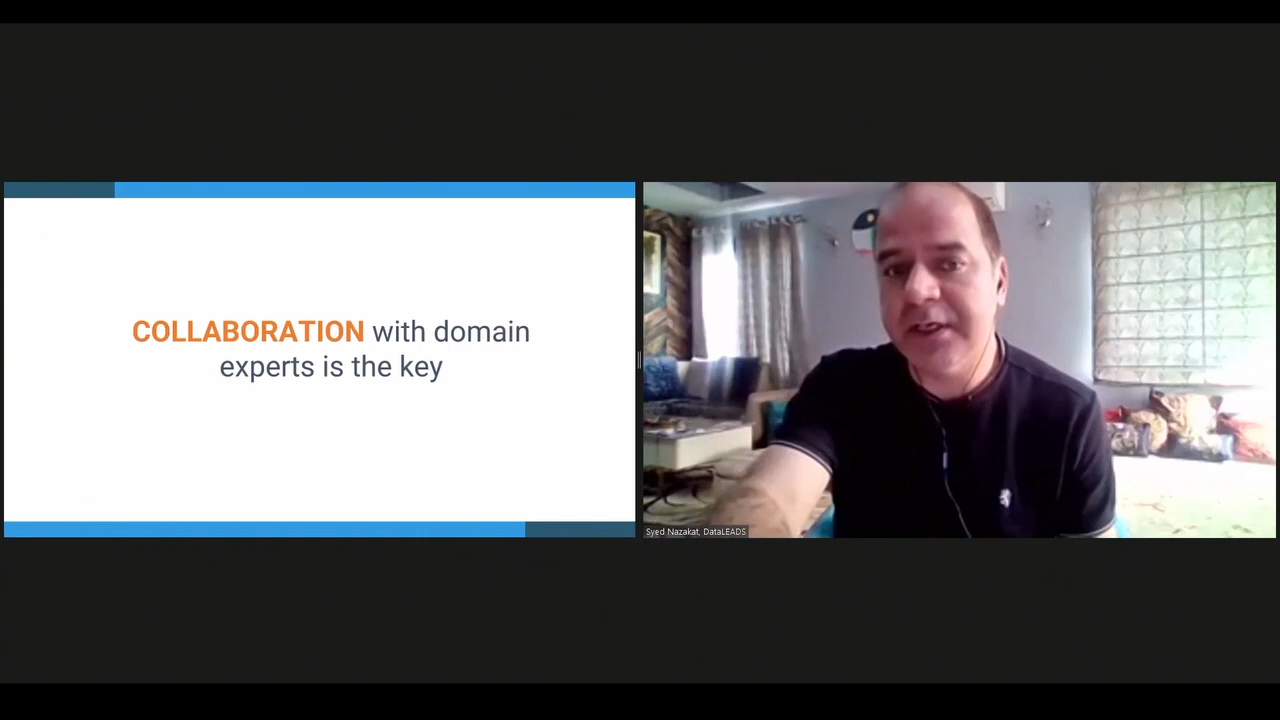 COLLABORATION with domain
experts is the key
Syed Nazakat, DataLEADS